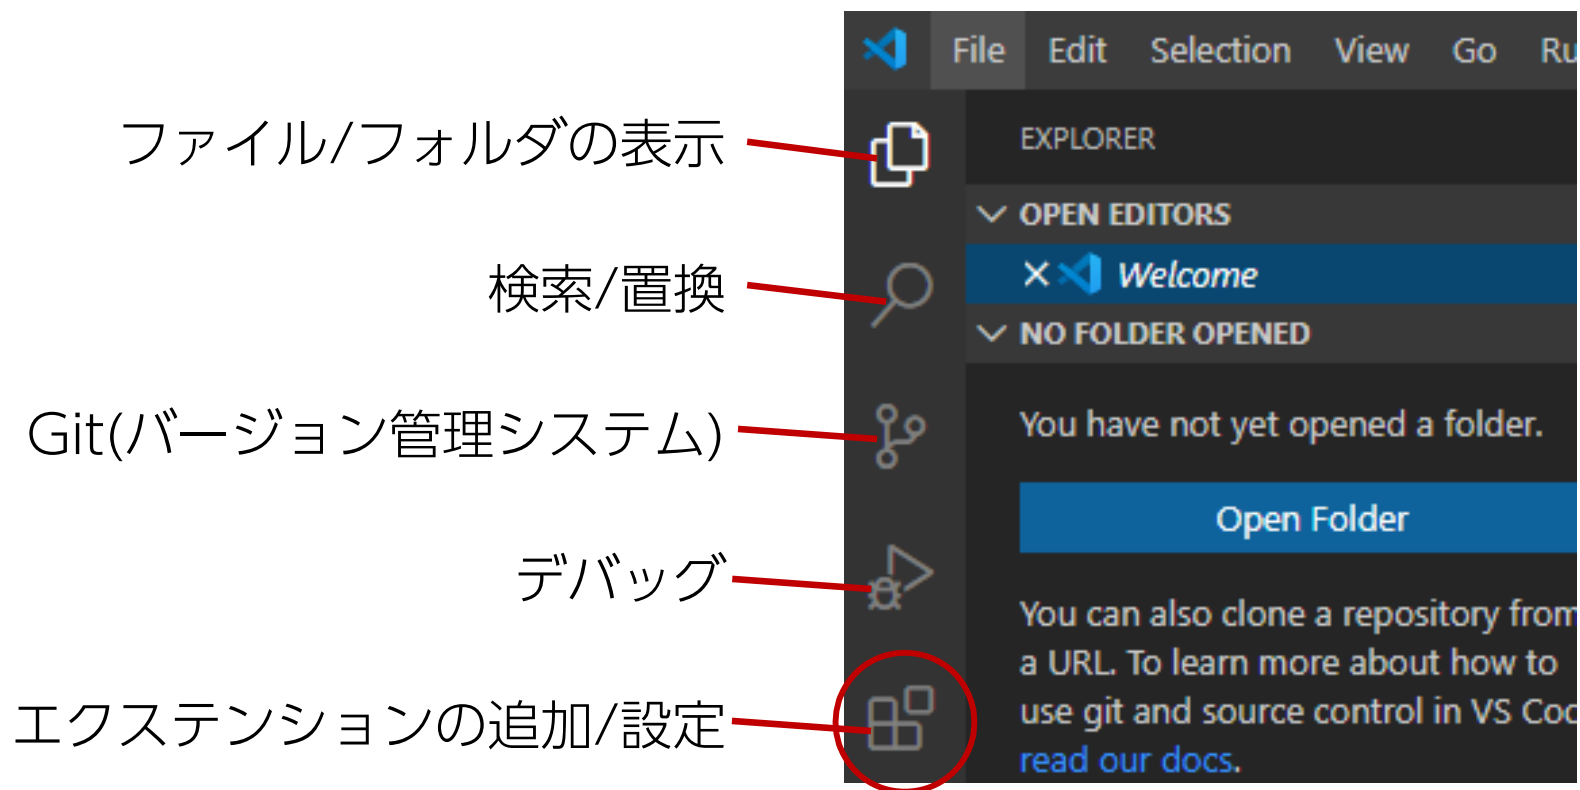 File Edit Selection View Go Ru
ファイル/フォルダの表示
EXPLORER
OPEN EDITORS
検索/置換
Welcome
NO FOLDER OPENED
Git(バージョン管理システム)
You have not yet opened a folder.
Open Folder
デバッグ
You can also clone a repository from
a URL. To learn more about how to
エクステンションの追加/設定
use git and source control in VS Coc
read our docs.